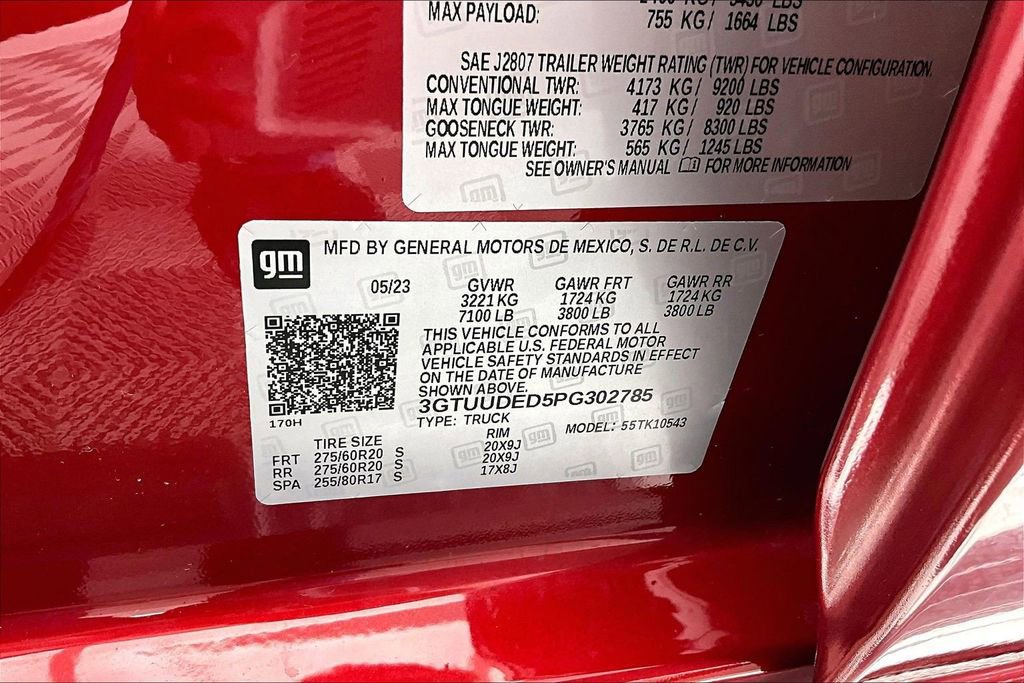 MAX PAYLOAD: 755 KG/ 1664 LBS
SAE J2807 TRAILER WEIGHT RATING (TWR) FOR VEHICLE CONFIGURATION.
CONVENTIONAL TWR: 4173 KG/ 9200 LBS
MAX TONGUE WEIGHT: 417 KG/ 920 LBS
GOOSENECK TWR: 3765 KG/ 8300 LBS
MAX TONGUE WEIGHT: 565 KG/ 1245 LBS
SEE OWNER'S MANUAL FOR MORE INFORMATION
gm
MFD BY GENERAL MOTORS DE MEXICO, S. DE R.L. DE C.V.
05/23 GVWR GAWR FRT GAWR RR
3221 KG 1724 KG 1724 KG
7100 LB 3800 LB 3800 LB
THIS VEHICLE CONFORMS TO ALL
APPLICABLE U.S. FEDERAL MOTOR
VEHICLE SAFETY STANDARDS IN EFFECT
ON THE DATE OF MANUFACTURE
SHOWN ABOVE.
3GTUUDED5PG302785
170H
TYPE: TRUCK MODEL: 55TK10543
TIRE SIZE RIM
FRT 275/60R20 S 20X9J
RR 275/60R20 S 20X9J
SPA 255/80R17 S 17X8J